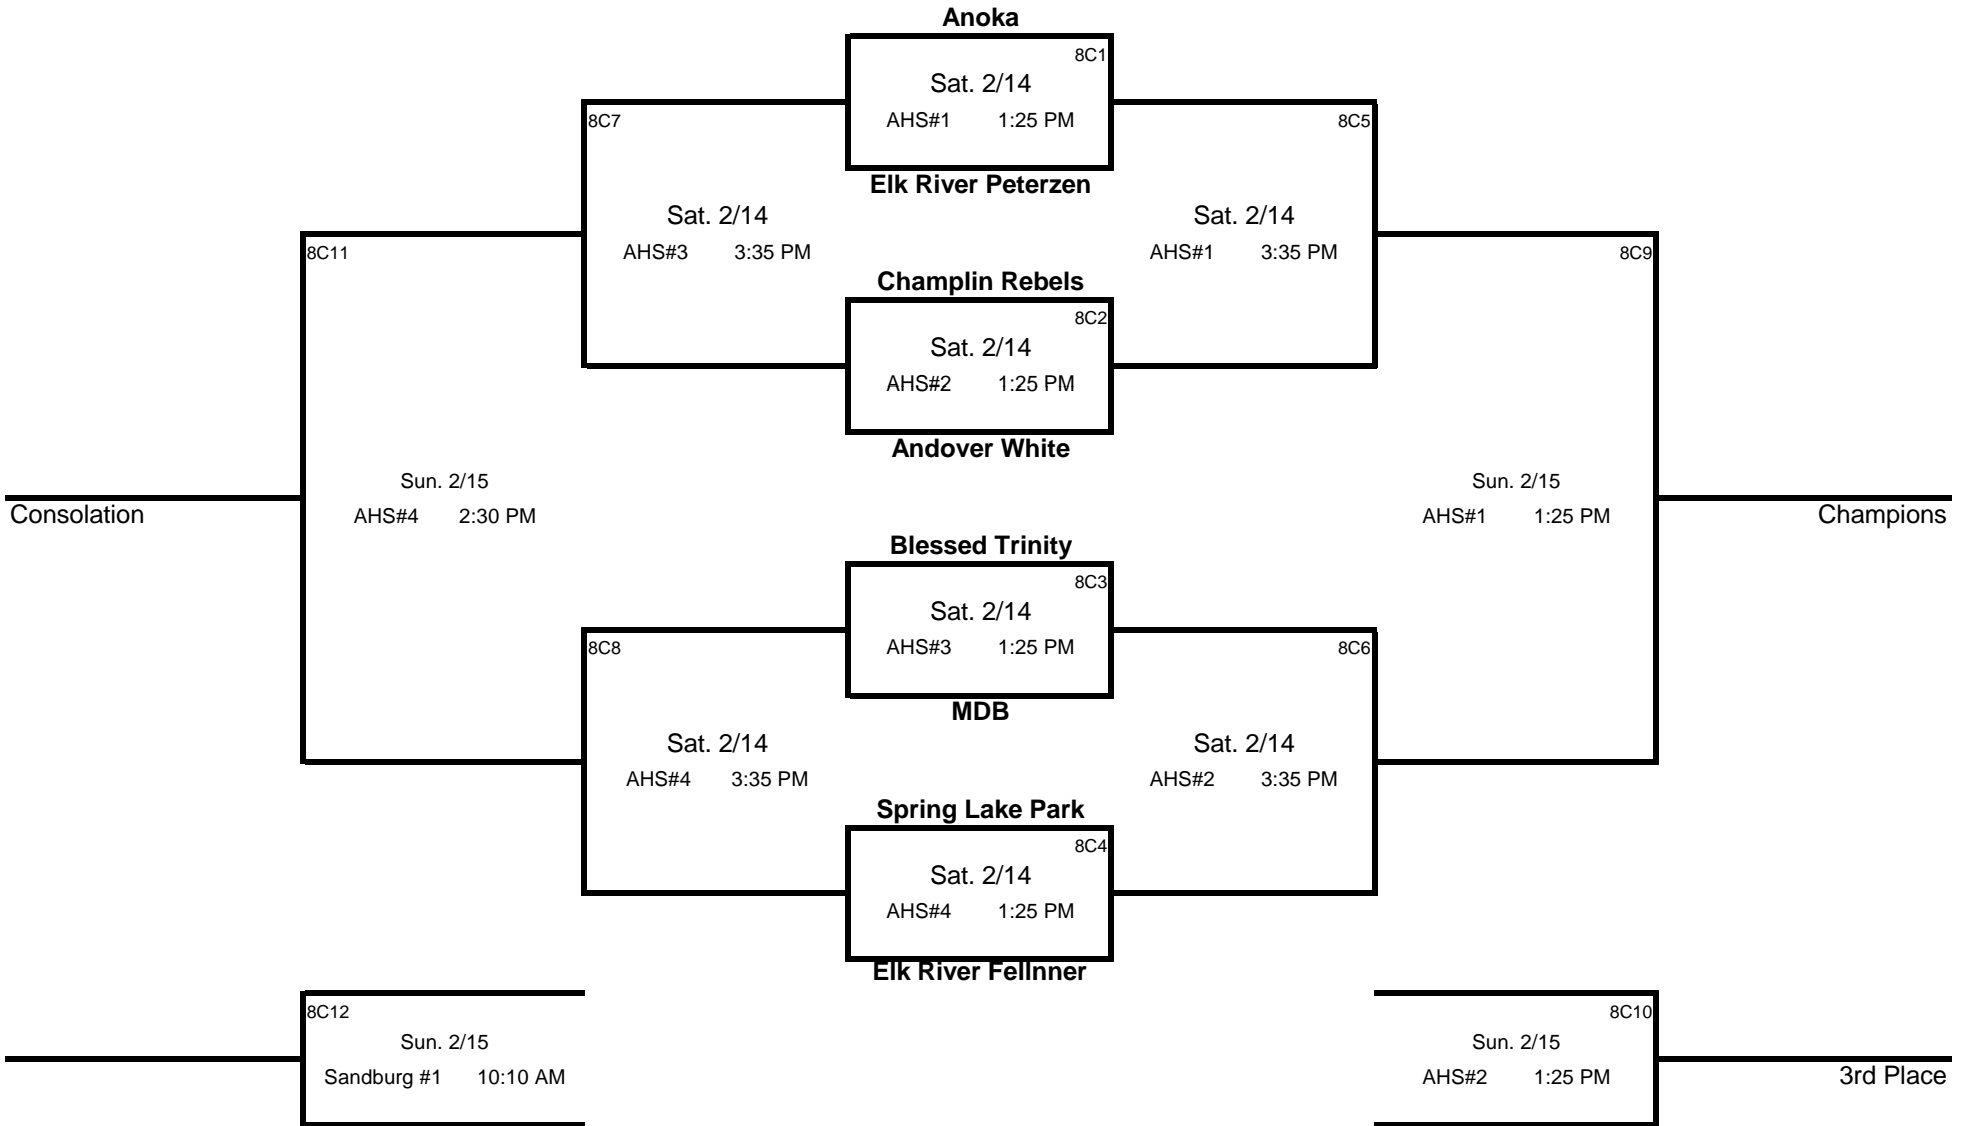 Anoka
8C1
Sat. 2/14
AHS#1 1:25 PM
8C7
8C5
Elk River Peterzen
Sat. 2/14
Sat. 2/14
AHS#3 3:35 PM
AHS#1 3:35 PM
8C11
8C9
Champlin Rebels
8C2
Sat. 2/14
AHS#2 1:25 PM
Andover White
Sun. 2/15
Sun. 2/15
Consolation
AHS#4 2:30 PM
AHS#1 1:25 PM
Champions
Blessed Trinity
8C3
Sat. 2/14
AHS#3 1:25 PM
8C8
8C6
MDB
Sat. 2/14
Sat. 2/14
AHS#4 3:35 PM
AHS#2 3:35 PM
Spring Lake Park
8C4
Sat. 2/14
AHS#4 1:25 PM
Elk River Fellnner
8C12
8C10
Sun. 2/15
Sun. 2/15
Sandburg #1 10:10 AM
AHS#2 1:25 PM
3rd Place